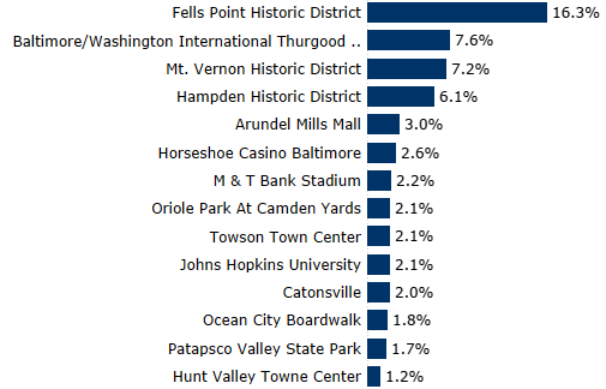 Fells Point Historic District 16.3%
Baltimore/Washington International Thurgood .. 7.6%
Mt. Vernon Historic District 7.2%
Hampden Historic District 6.1%
Arundel Mills Mall 3.0%
Horseshoe Casino Baltimore 2.6%
M & T Bank Stadium 2.2%
Oriole Park At Camden Yards 2.1%
Towson Town Center 2.1%
Johns Hopkins University 2.1%
Catonsville 2.0%
Ocean City Boardwalk 1.8%
Patapsco Valley State Park 1.7%
Hunt Valley Towne Center 1.2%